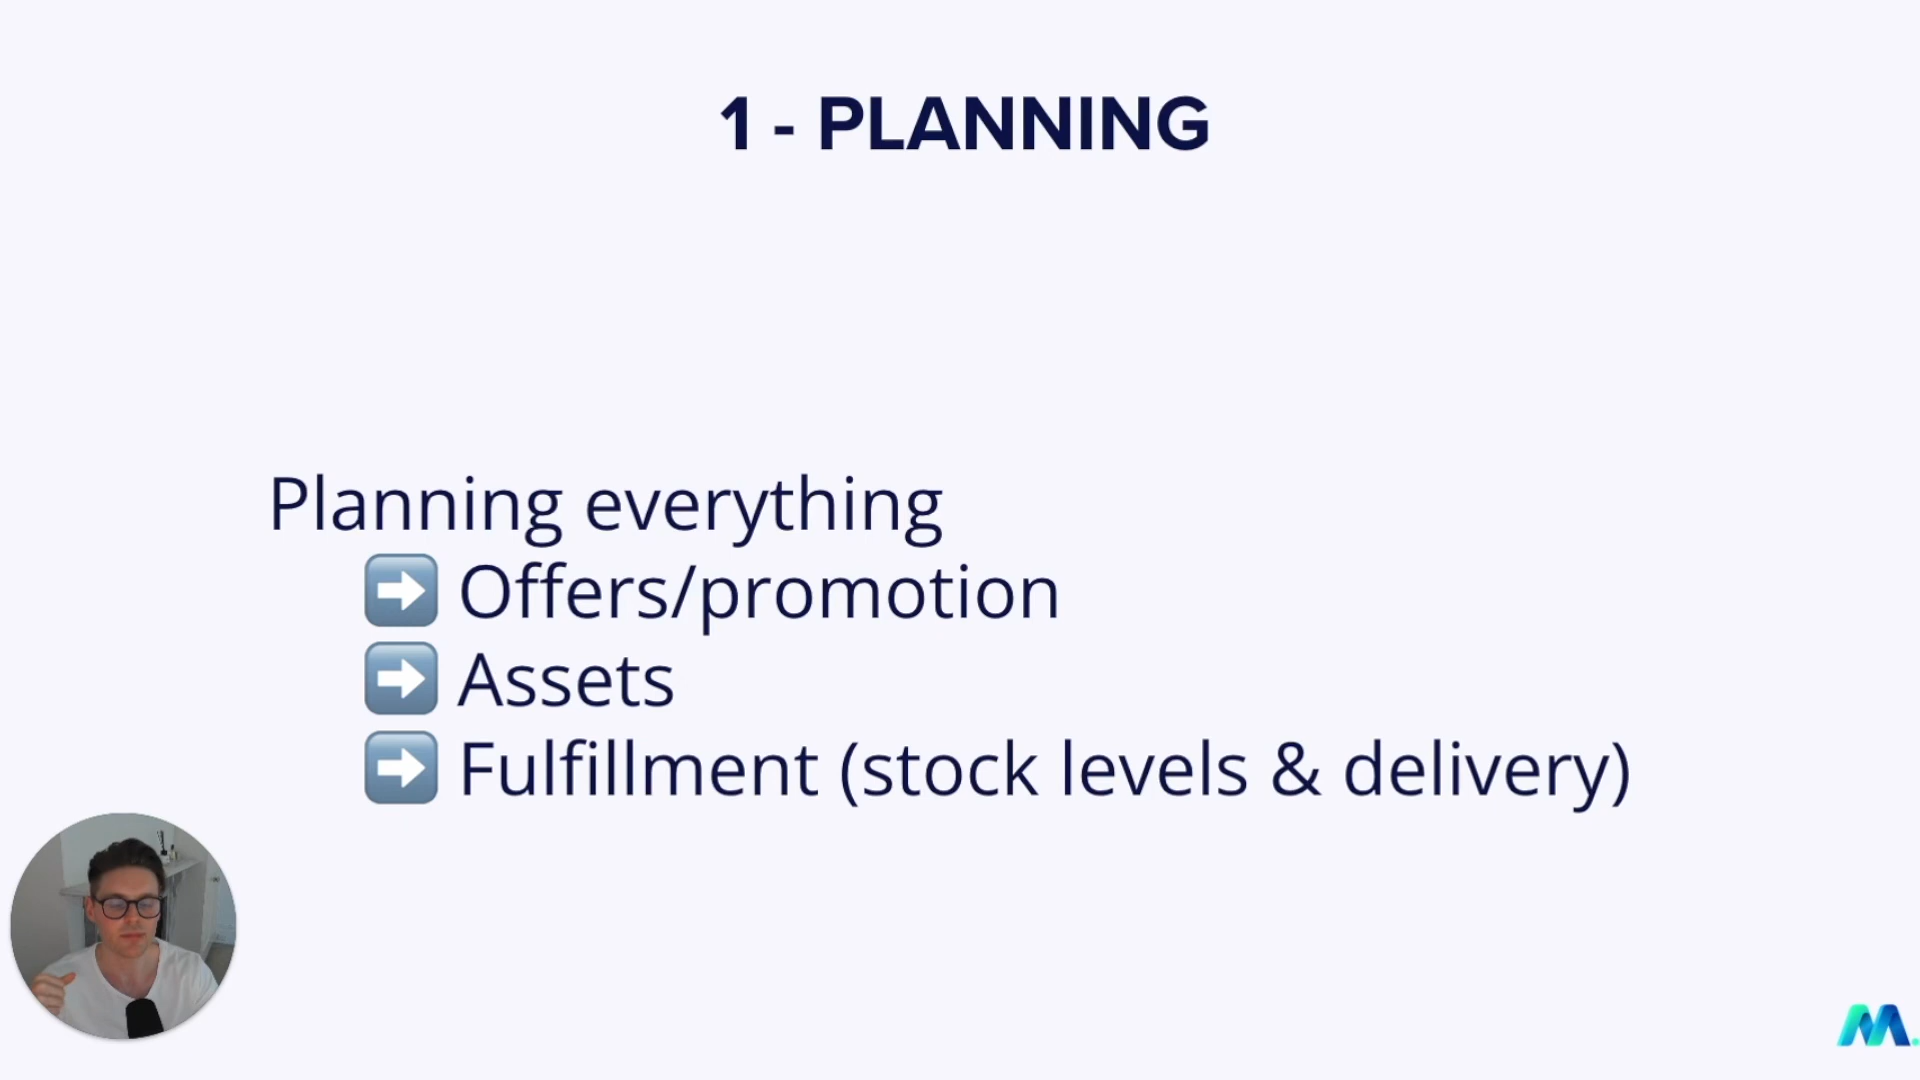 1 - PLANNING
Planning everything
➡️ Offers/promotion
➡️ Assets
➡️ Fulfillment (stock levels & delivery)
M.